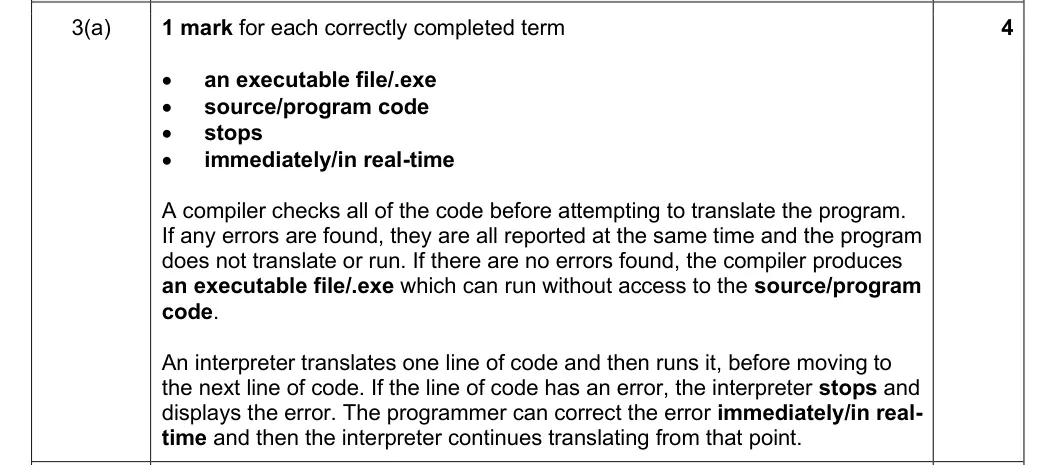 3(a) 1 mark for each correctly completed term 4
• an executable file/.exe
• source/program code
• stops
• immediately/in real-time
A compiler checks all of the code before attempting to translate the program.
If any errors are found, they are all reported at the same time and the program
does not translate or run. If there are no errors found, the compiler produces
an executable file/.exe which can run without access to the source/program
code.
An interpreter translates one line of code and then runs it, before moving to
the next line of code. If the line of code has an error, the interpreter stops and
displays the error. The programmer can correct the error immediately/in real-
time and then the interpreter continues translating from that point.